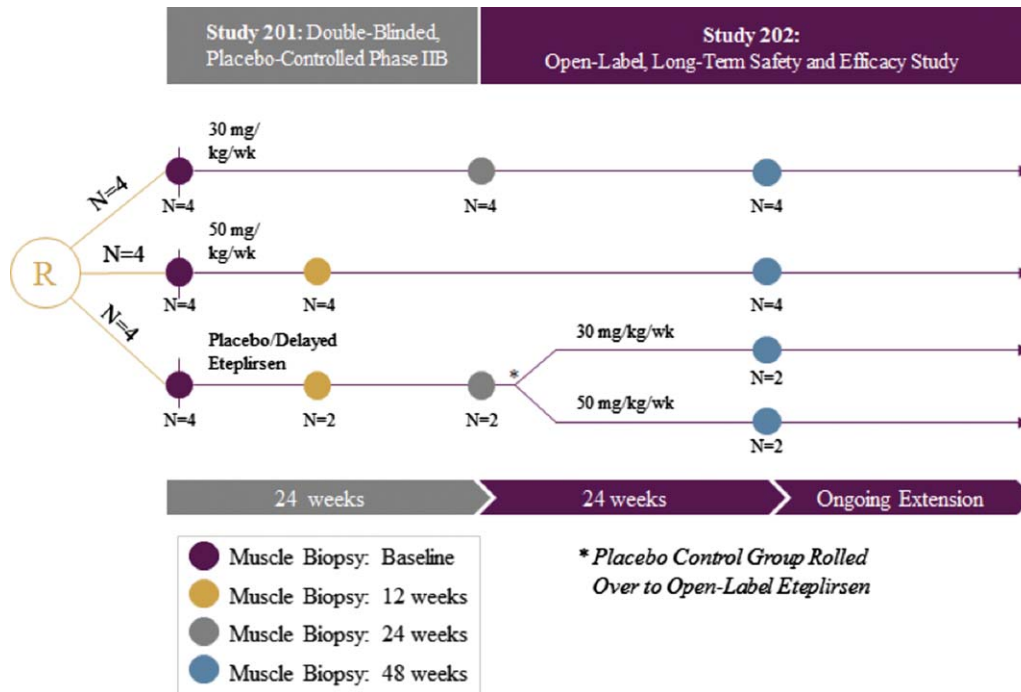 Study 201: Double-Blinded,
Placebo-Controlled Phase IIB
Study 202:
Open-Label, Long-Term Safety and Efficacy Study
R
N=4
N=4
N=4
30 mg/
kg/wk
N=4
N=4
N=4
50 mg/
kg/wk
N=4
N=4
N=4
Placebo/Delayed
Eteplirsen
N=4
N=2
N=2
*
30 mg/kg/wk
N=2
50 mg/kg/wk
N=2
24 weeks
24 weeks
Ongoing Extension
Muscle Biopsy: Baseline
Muscle Biopsy: 12 weeks
Muscle Biopsy: 24 weeks
Muscle Biopsy: 48 weeks
* Placebo Control Group Rolled
Over to Open-Label Eteplirsen